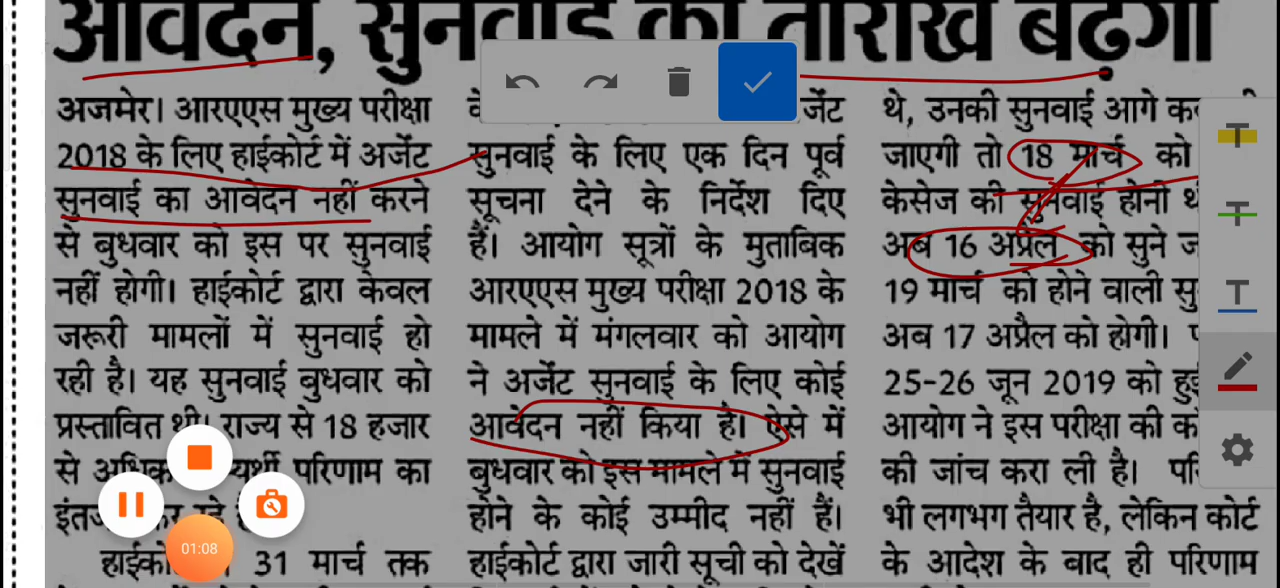 आवेदन, सुनवाई की तारीख बढ़ेगी
अजमेर। आरएएस मुख्य परीक्षा
2018 के लिए हाईकोर्ट में अर्जेंट
सुनवाई का आवेदन नहीं करने
से बुधवार को इस पर सुनवाई
नहीं होगी। हाईकोर्ट द्वारा केवल
जरूरी मामलों में सुनवाई हो
रही है। यह सुनवाई बुधवार को
प्रस्तावित थी। राज्य से 18 हजार
से अधिक परिणाम का
31 मार्च तक
सुनवाई के लिए एक दिन पूर्व
सूचना देने के निर्देश दिए
हैं। आयोग सूत्रों के मुताबिक
आरएएस मुख्य परीक्षा 2018 के
मामले में मंगलवार को आयोग
ने अर्जेंट सुनवाई के लिए कोई
आवेदन नहीं किया है। ऐसे में
बुधवार को इस मामले में सुनवाई
होने के कोई उम्मीद नहीं हैं।
हाईकोर्ट द्वारा जारी सूची को देखें
थे, उनकी सुनवाई आगे
जाएगी तो 18 मार्च को
केसेज की सुनवाई होनी
अब 16 अप्रैल को सुने
19 मार्च को होने वाली
अब 17 अप्रैल को होगी।
25-26 जून 2019 को
आयोग ने इस परीक्षा की
की जांच करा ली है।
भी लगभग तैयार है, लेकिन कोर्ट
के आदेश के बाद ही परिणाम
T
T
T
01:08